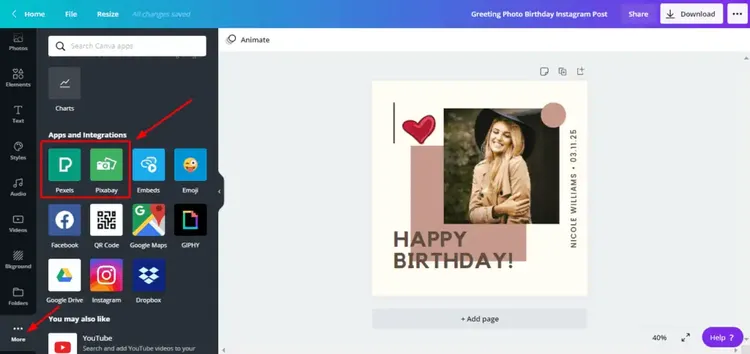 Home File Resize All changes saved Greeting Photo Birthday Instagram Post Share Download
Photos
Elements
Text
Styles
Audio
Videos
Bkground
Folders
More
Search Canva apps
Charts
Apps and Integrations
Pexels Pixabay Embeds Emoji
Facebook QR Code Google Maps GIPHY
Google Drive Instagram Dropbox
You may also like
YouTube
Search and add YouTube videos to your
Animate
NICOLE WILLIAMS • 03.11.25
HAPPY
BIRTHDAY!
+ Add page
40%
Help ?